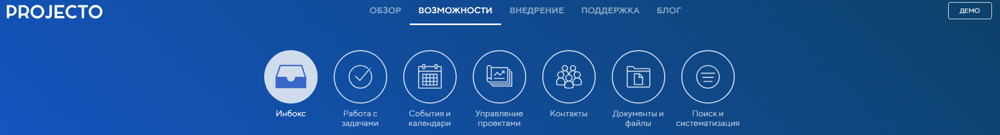 PROJECTO
ОБЗОР ВОЗМОЖНОСТИ ВНЕДРЕНИЕ ПОДДЕРЖКА БЛОГ
ДЕМО
Инбокс
Работа с
задачами
События и
календари
Управление
проектами
Контакты
Документы и
файлы
Поиск и
систематизация